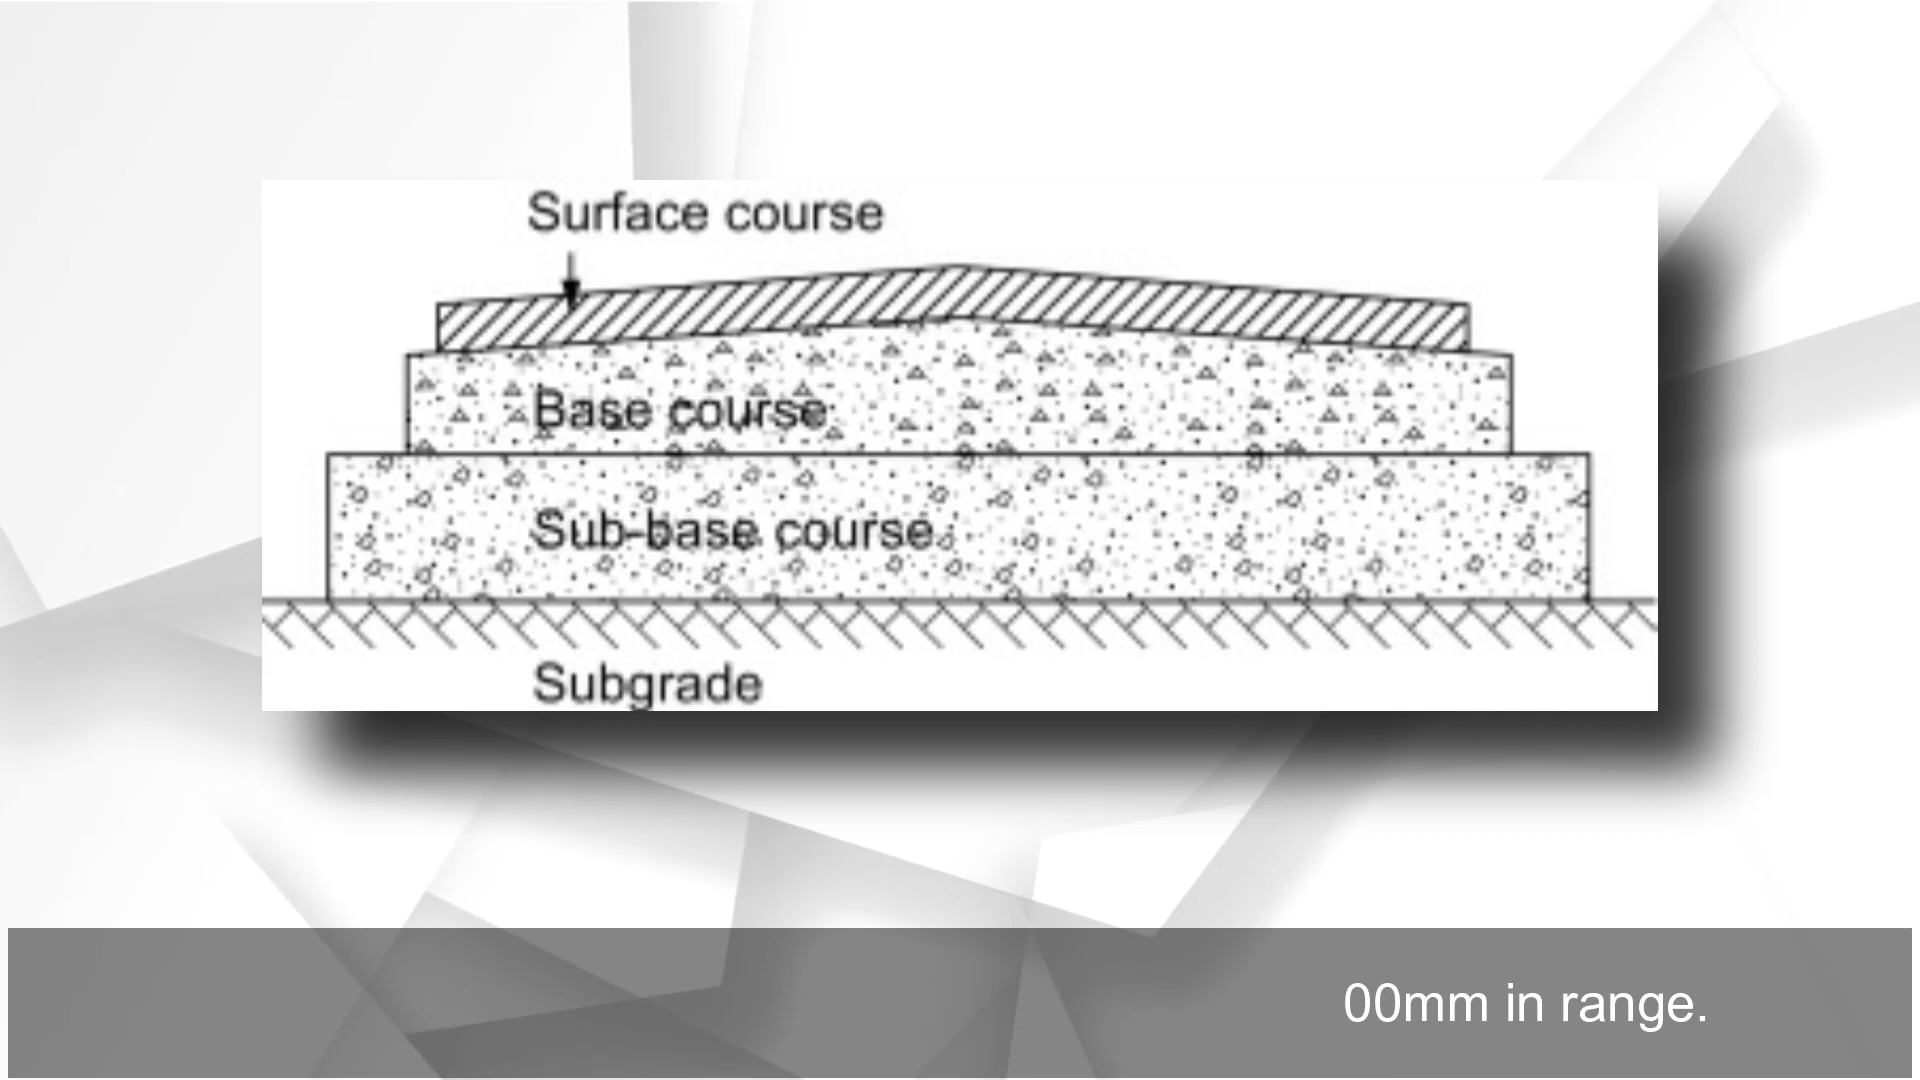 Surface course
Base course
Sub-base course
Subgrade
00mm in range.